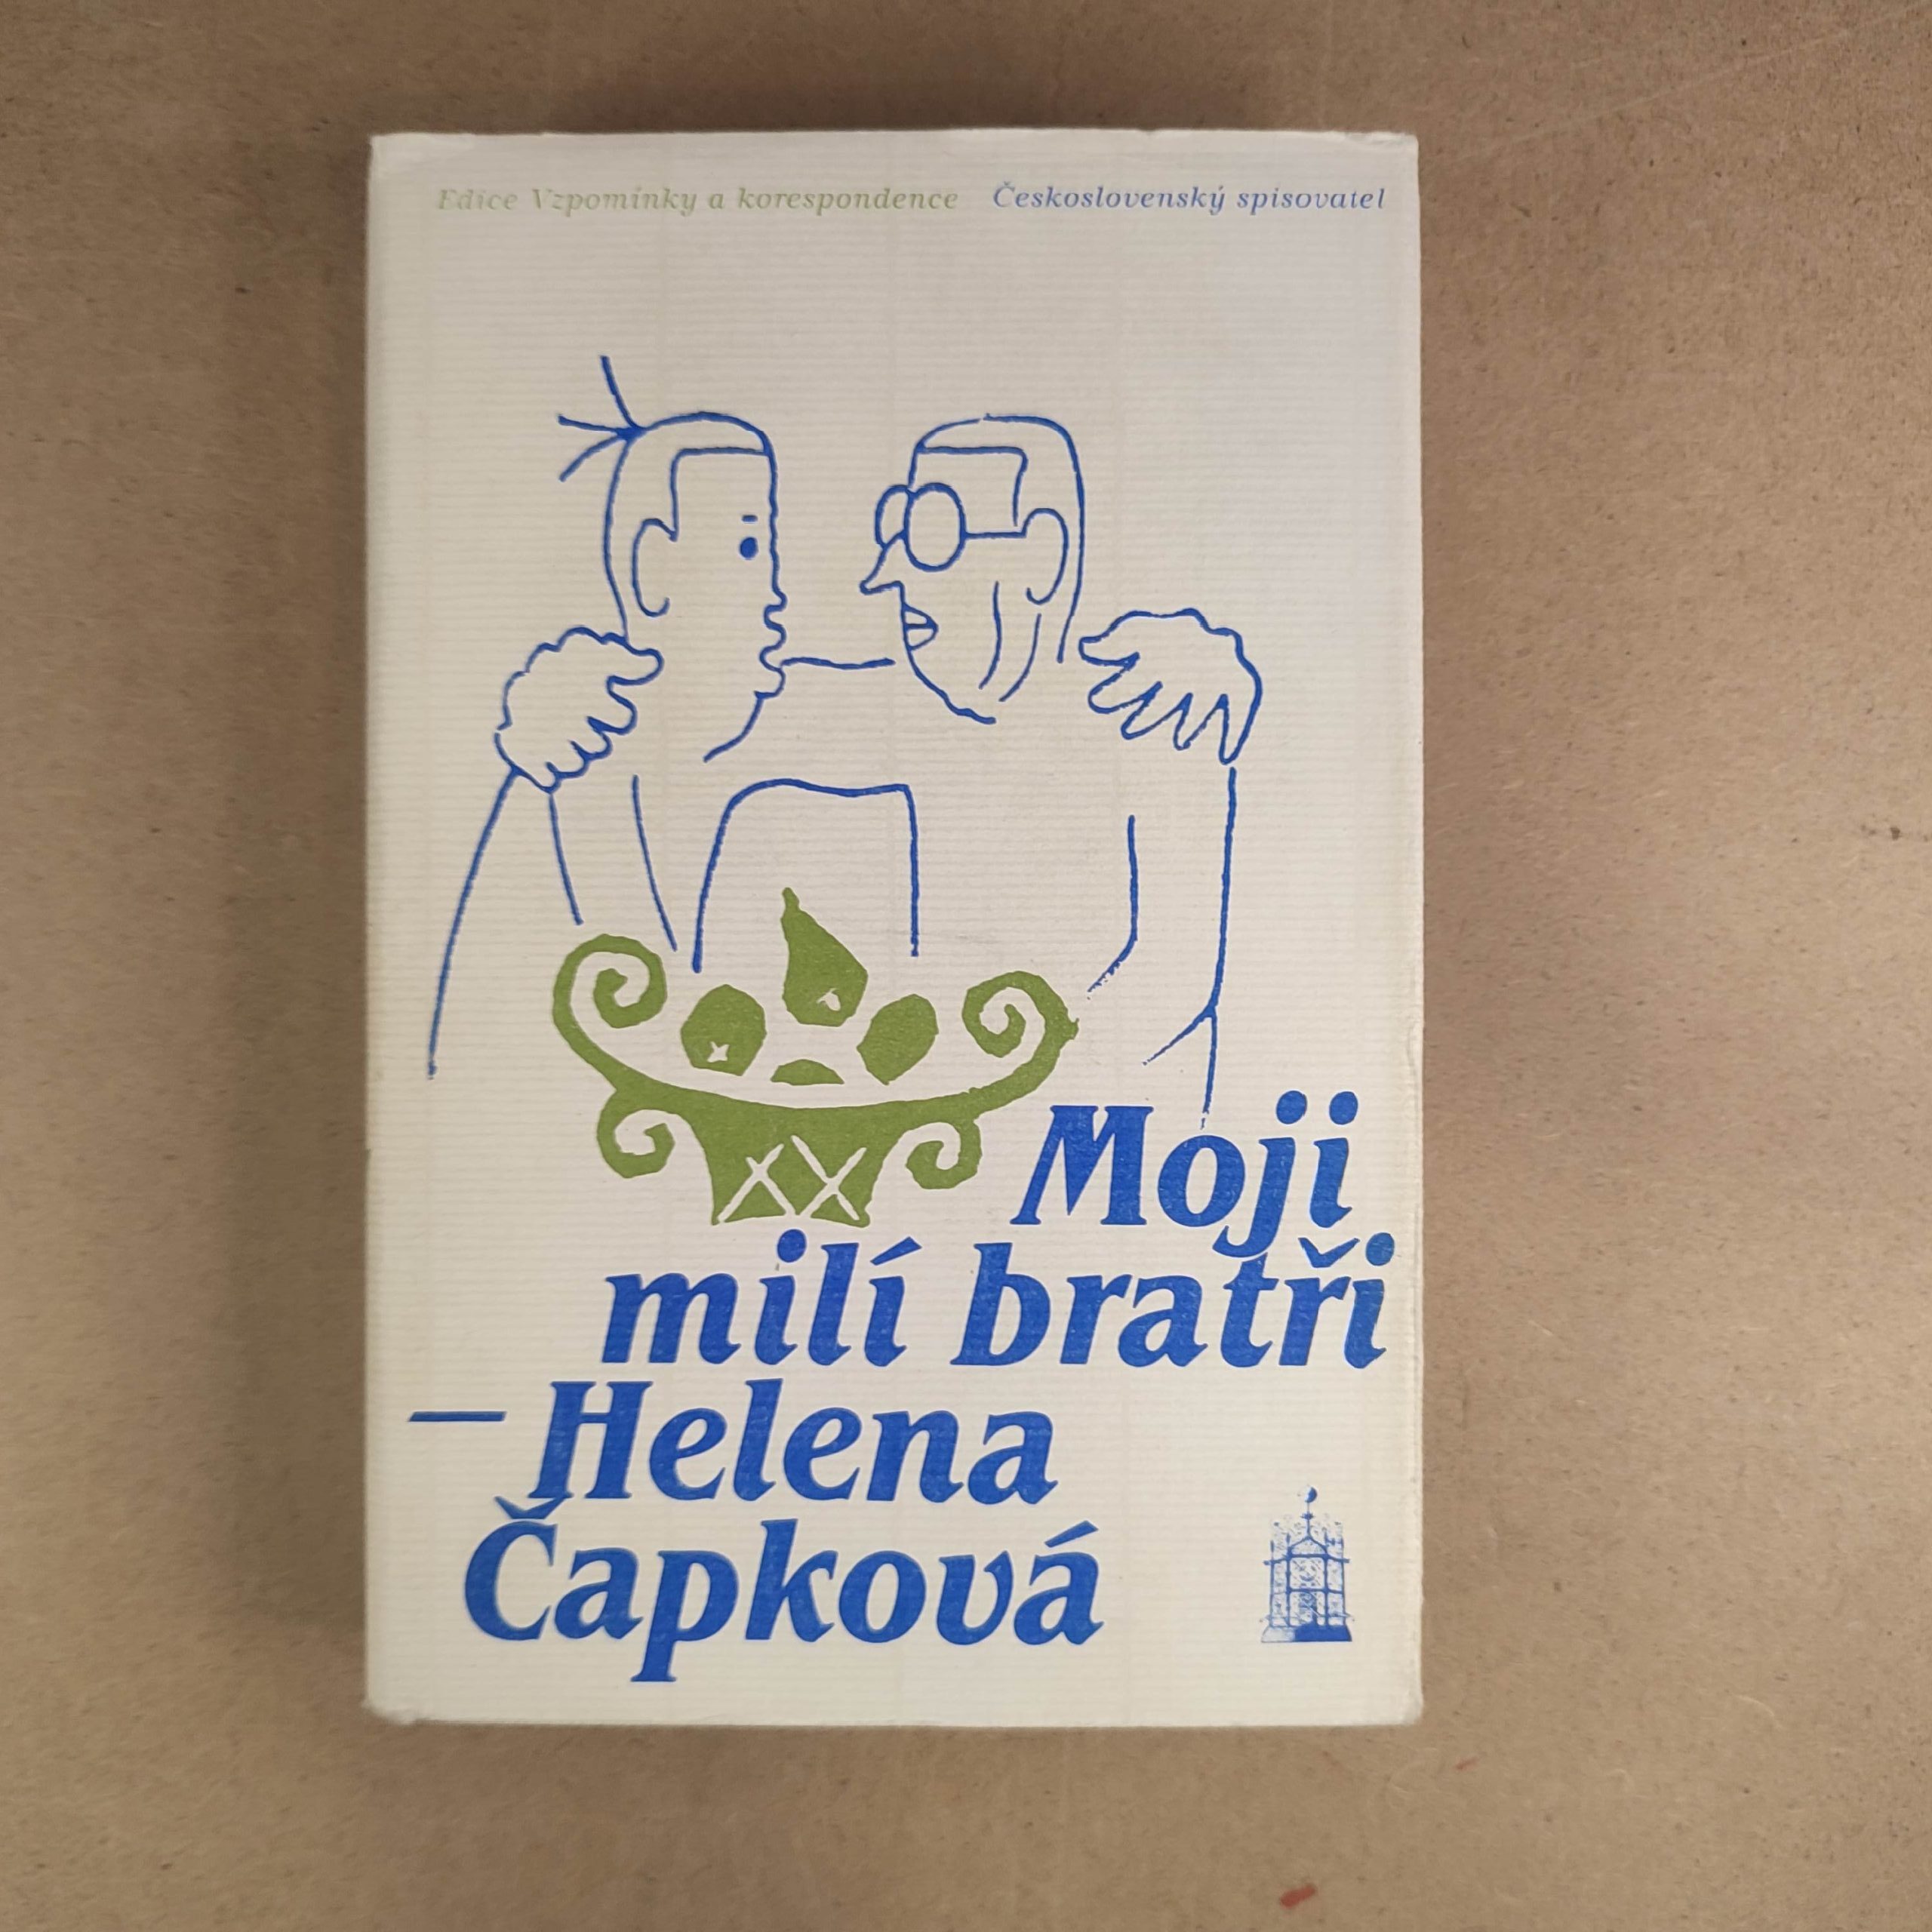 Edice Vzpomínky a korespondence Československý spisovatel
Moji
milí bratři
— Helena
Čapková